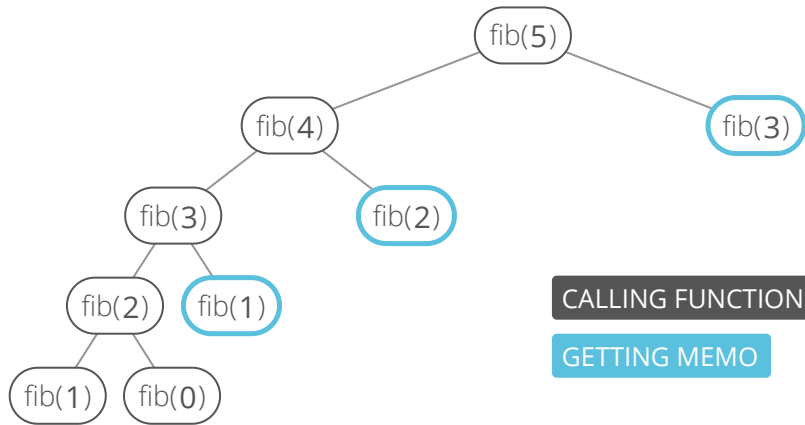 fib(5)
fib(4)
fib(3)
fib(3)
fib(2)
fib(2)
fib(1)
CALLING FUNCTION
GETTING MEMO
fib(1)
fib(0)